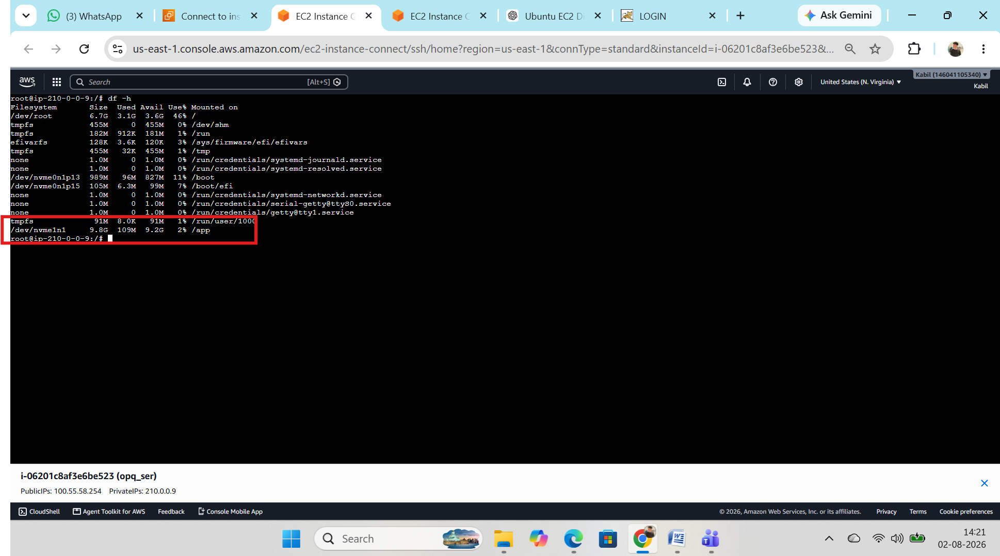 (3) WhatsApp
Connect to ins
EC2 Instance C
EC2 Instance C
Ubuntu EC2 Di
LOGIN
Ask Gemini
us-east-1.console.aws.amazon.com/ec2-instance-connect/ssh/home?region=us-east-1&connType=standard&instanceId=i-06201c8af3e6be523&...
aws
Search
[Alt+S]
United States (N. Virginia)
Kabil (146041105340)
Kabil
root@ip-210-0-0-9:/# df -h
Filesystem Size Used Avail Use% Mounted on
/dev/root 6.7G 3.1G 3.6G 46% /
tmpfs 455M 0 455M 0% /dev/shm
tmpfs 182M 912K 181M 1% /run
efivarfs 128K 3.6K 120K 3% /sys/firmware/efi/efivars
tmpfs 455M 32K 455M 1% /tmp
none 1.0M 0 1.0M 0% /run/credentials/systemd-journald.service
none 1.0M 0 1.0M 0% /run/credentials/systemd-resolved.service
/dev/nvme0n1p13 989M 96M 827M 11% /boot
/dev/nvme0n1p15 105M 6.3M 99M 7% /boot/efi
none 1.0M 0 1.0M 0% /run/credentials/systemd-networkd.service
none 1.0M 0 1.0M 0% /run/credentials/serial-getty@ttyS0.service
none 1.0M 0 1.0M 0% /run/credentials/getty@tty1.service
tmpfs 91M 8.0K 91M 1% /run/user/1000
/dev/nvme1n1 9.8G 109M 9.2G 2% /app
root@ip-210-0-0-9:/#
i-06201c8af3e6be523 (opq_ser)
PublicIPs: 100.55.58.254 PrivateIPs: 210.0.0.9
CloudShell
Agent Toolkit for AWS
Feedback
Console Mobile App
© 2026, Amazon Web Services, Inc. or its affiliates.
Privacy
Terms
Cookie preferences
Search
14:21
02-08-2026